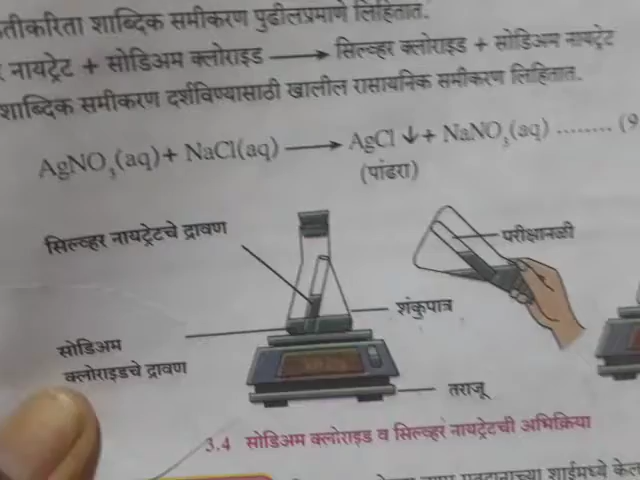 शाब्दिक समीकरण पुढीलप्रमाणे लिहितात.
नायट्रेट + सोडिअम क्लोराइड ⟶ सिल्व्हर क्लोराइड + सोडिअम नायट्रेट
शाब्दिक समीकरण दर्शविण्यासाठी खालील रासायनिक समीकरण लिहितात.
AgNO₃(aq) + NaCl(aq) ⟶ AgCl ↓ + NaNO₃(aq) ........ (9
(पांढरा)
सिल्व्हर नायट्रेटचे द्रावण
परीक्षानळी
शंकुपात्र
सोडिअम
क्लोराइडचे द्रावण
तराजू
3.4 सोडिअम क्लोराइड व सिल्व्हर नायट्रेटची अभिक्रिया